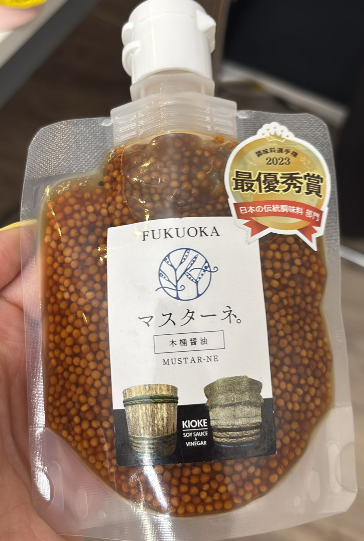 調味料選手権
2023
最優秀賞
日本の伝統調味料 部門
FUKUOKA
マスターネ。
木桶醤油
MUSTAR-NE
KIOKE
SOY SAUCE
&
VINEGAR